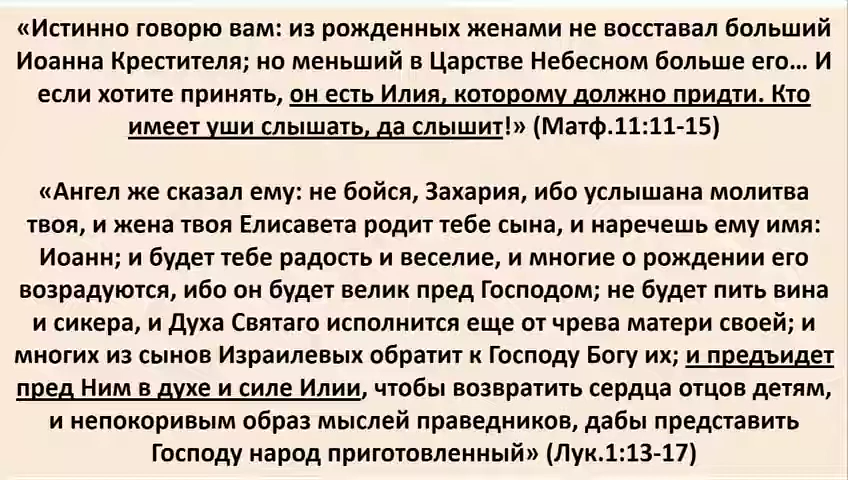 «Истинно говорю вам: из рожденных женами не восставал больший
Иоанна Крестителя; но меньший в Царстве Небесном больше его... И
если хотите принять, он есть Илия, которому должно придти. Кто
имеет уши слышать, да слышит!» (Матф.11:11-15)
«Ангел же сказал ему: не бойся, Захария, ибо услышана молитва
твоя, и жена твоя Елисавета родит тебе сына, и наречешь ему имя:
Иоанн; и будет тебе радость и веселие, и многие о рождении его
возрадуются, ибо он будет велик пред Господом; не будет пить вина
и сикера, и Духа Святаго исполнится еще от чрева матери своей; и
многих из сынов Израилевых обратит к Господу Богу их; и предъидет
пред Ним в духе и силе Илии, чтобы возвратить сердца отцов детям,
и непокоривым образ мыслей праведников, дабы представить
Господу народ приготовленный» (Лук.1:13-17)